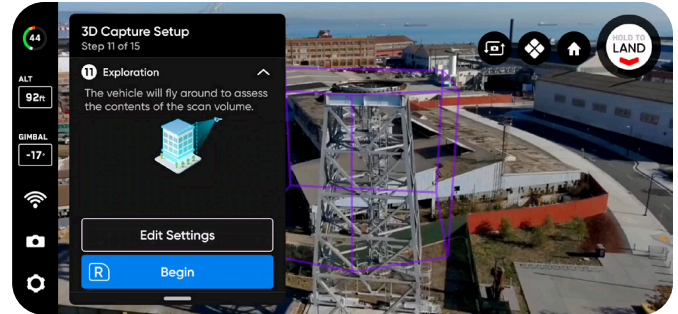 44
ALT
92ft
GIMBAL
-17°
3D Capture Setup
Step 11 of 15
11 Exploration
The vehicle will fly around to assess
the contents of the scan volume.
Edit Settings
R Begin
HOLD TO
LAND